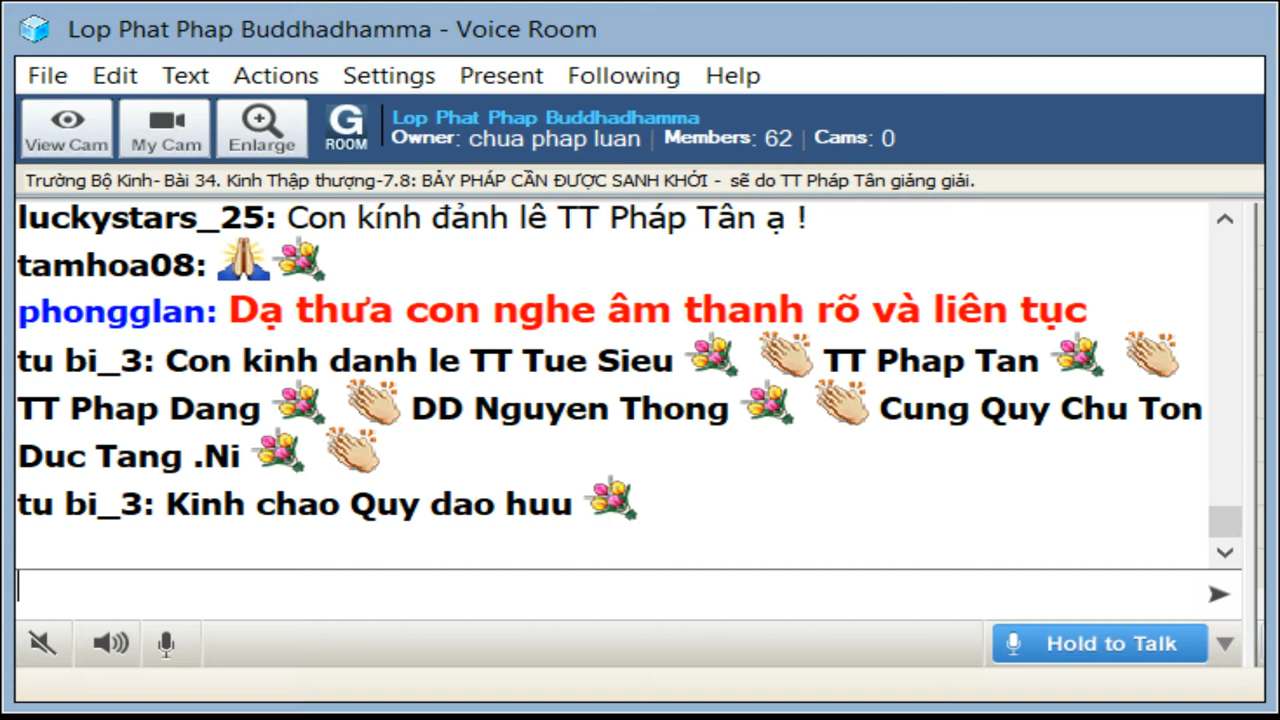 Lop Phat Phap Buddhadhamma - Voice Room
File Edit Text Actions Settings Present Following Help
View Cam My Cam Enlarge G ROOM
Lop Phat Phap Buddhadhamma
Owner: chua phap luan | Members: 62 | Cams: 0
Trường Bộ Kinh- Bài 34. Kinh Thập thượng-7.8: BẢY PHÁP CẦN ĐƯỢC SANH KHỞI - sẽ do TT Pháp Tân giảng giải.
luckystars_25: Con kính đảnh lê TT Pháp Tân ạ !
tamhoa08:
phongglan: Dạ thưa con nghe âm thanh rõ và liên tục
tu bi_3: Con kinh danh le TT Tue Sieu TT Phap Tan
TT Phap Dang DD Nguyen Thong Cung Quy Chu Ton
Duc Tang .Ni
tu bi_3: Kinh chao Quy dao huu
Hold to Talk